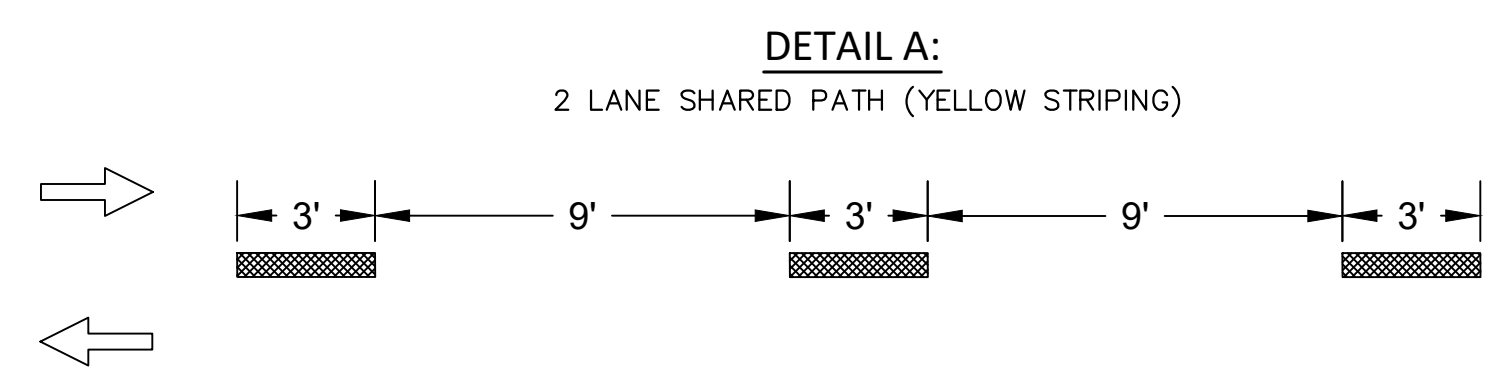 DETAIL A:
2 LANE SHARED PATH (YELLOW STRIPING)
3' 9' 3' 9' 3'